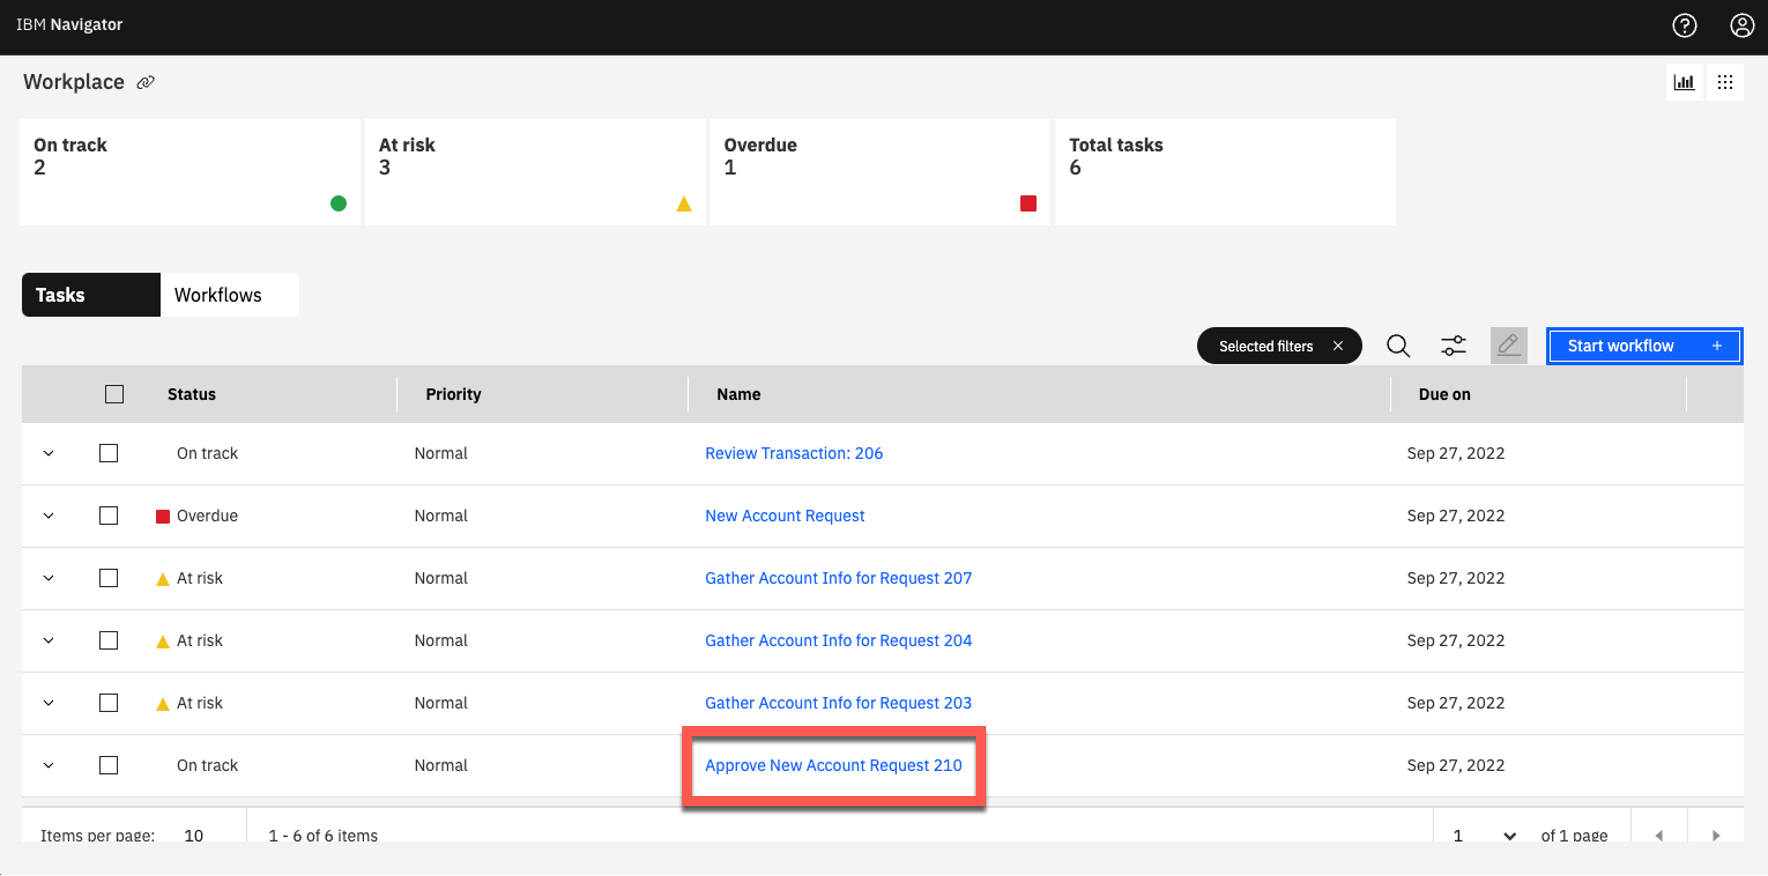 IBM Navigator
Workplace
On track
2
At risk
3
Overdue
1
Total tasks
6
Tasks Workflows
Selected filters Start workflow +
Status Priority Name Due on
On track Normal Review Transaction: 206 Sep 27, 2022
Overdue Normal New Account Request Sep 27, 2022
At risk Normal Gather Account Info for Request 207 Sep 27, 2022
At risk Normal Gather Account Info for Request 204 Sep 27, 2022
At risk Normal Gather Account Info for Request 203 Sep 27, 2022
On track Normal Approve New Account Request 210 Sep 27, 2022
Items per page: 10 1 - 6 of 6 items 1 of 1 page